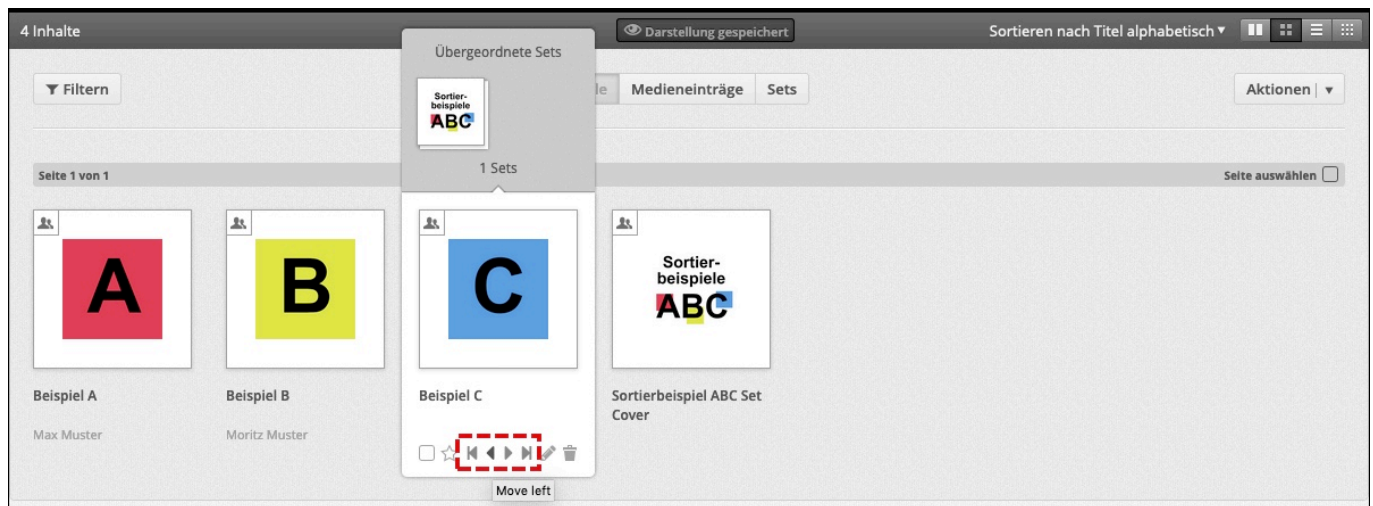 4 Inhalte
Darstellung gespeichert
Sortieren nach Titel alphabetisch
Übergeordnete Sets
Filtern
Sortier-
beispiele
ABC
le
Medieneinträge
Sets
Aktionen
1 Sets
Seite 1 von 1
Seite auswählen
A
B
C
Sortier-
beispiele
ABC
Beispiel A
Beispiel B
Beispiel C
Sortierbeispiel ABC Set
Cover
Max Muster
Moritz Muster
Move left